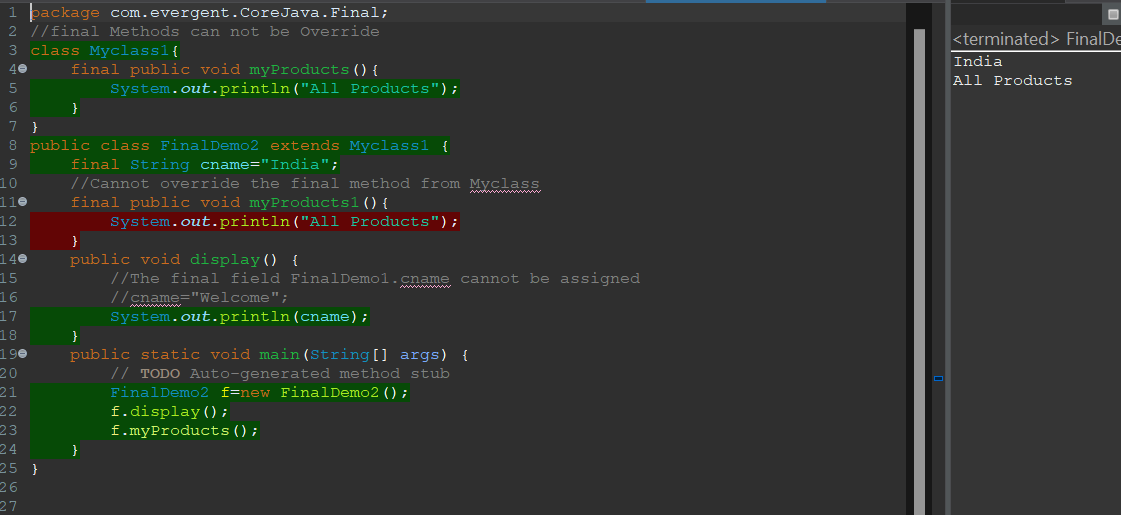 1 package com.evergent.CoreJava.Final;
2 //final Methods can not be Override
3 class Myclass1{
4 final public void myProducts(){
5 System.out.println("All Products");
6 }
7 }
8 public class FinalDemo2 extends Myclass1 {
9 final String cname="India";
10 //Cannot override the final method from Myclass
11 final public void myProducts1(){
12 System.out.println("All Products");
13 }
14 public void display() {
15 //The final field FinalDemo1.cname cannot be assigned
16 //cname="Welcome";
17 System.out.println(cname);
18 }
19 public static void main(String[] args) {
20 // TODO Auto-generated method stub
21 FinalDemo2 f=new FinalDemo2();
22 f.display();
23 f.myProducts();
24 }
25 }
26
27
<terminated> FinalDe
India
All Products